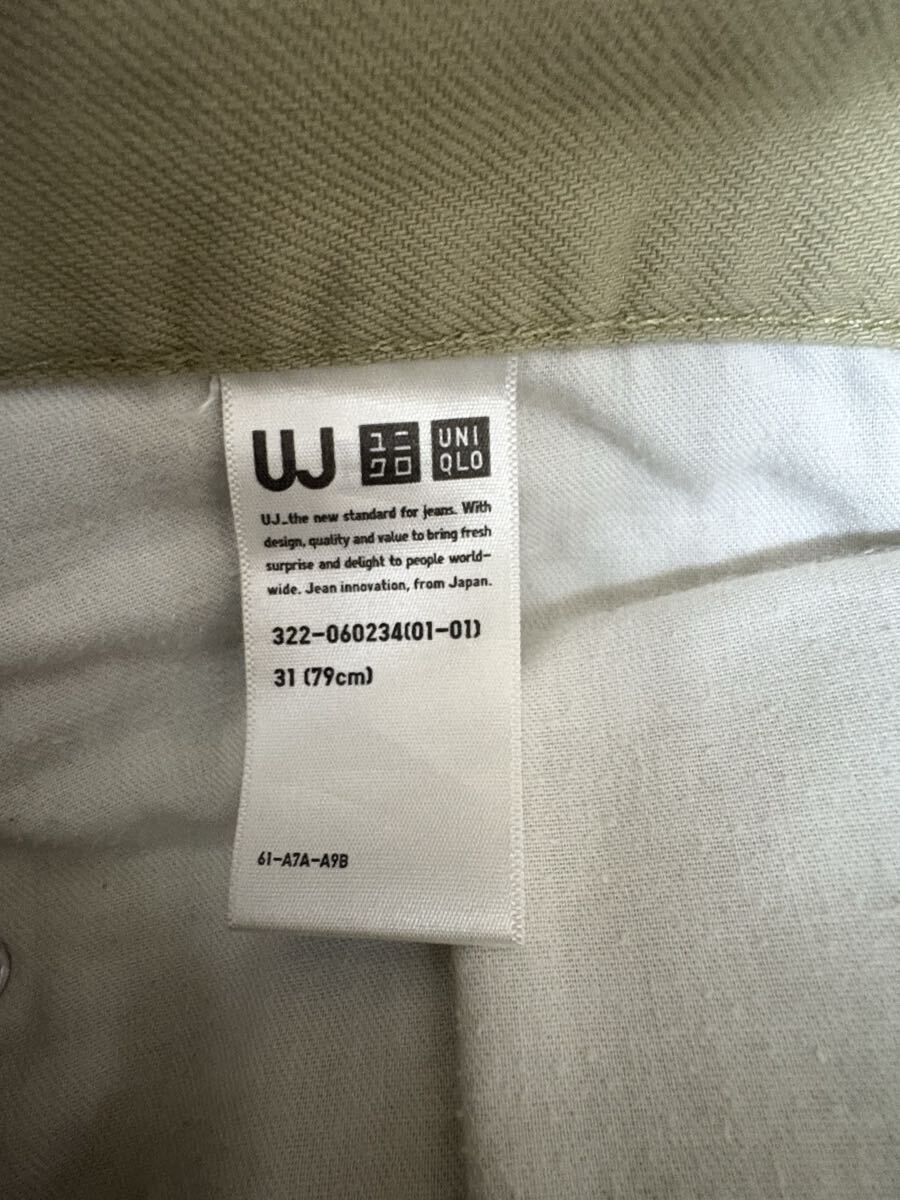 UJ ユニクロ UNIQLO
UJ_the new standard for jeans. With
design, quality and value to bring fresh
surprise and delight to people world-
wide. Jean innovation, from Japan.
322-060234(01-01)
31 (79cm)
61-A7A-A9B